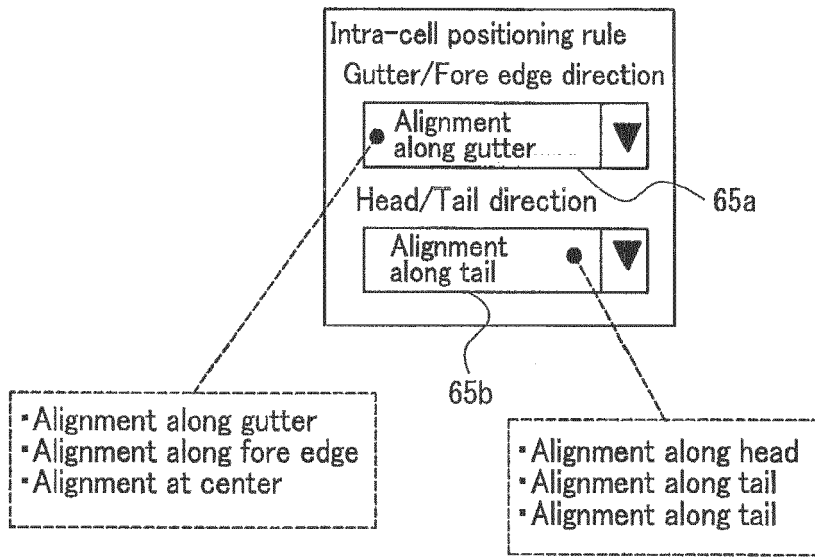 Intra-cell positioning rule
Gutter/Fore edge direction
Alignment
along gutter
65a
Head/Tail direction
Alignment
along tail
65b
▪Alignment along gutter
▪Alignment along fore edge
▪Alignment at center
▪Alignment along head
▪Alignment along tail
▪Alignment along tail